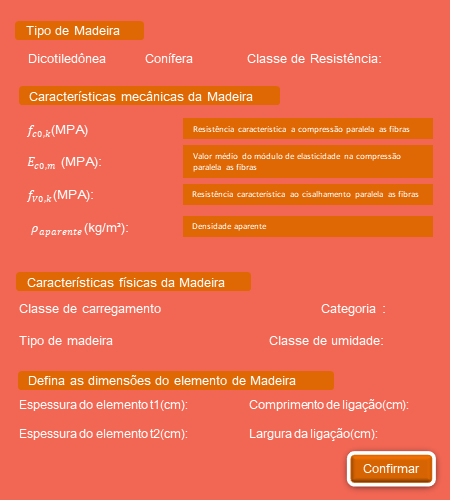 Tipo de Madeira
Dicotiledônea Conífera Classe de Resistência:
Características mecânicas da Madeira
f_{c0,k}(MPA) Resistência característica a compressão paralela as fibras
E_{c0,m} (MPA): Valor médio do módulo de elasticidade na compressão
paralela as fibras
f_{V0,k}(MPA): Resistência característica ao cisalhamento paralela as fibras
ρ_{aparente}(kg/m³): Densidade aparente
Características físicas da Madeira
Classe de carregamento Categoria :
Tipo de madeira Classe de umidade:
Defina as dimensões do elemento de Madeira
Espessura do elemento t1(cm): Comprimento de ligação(cm):
Espessura do elemento t2(cm): Largura da ligação(cm):
Confirmar